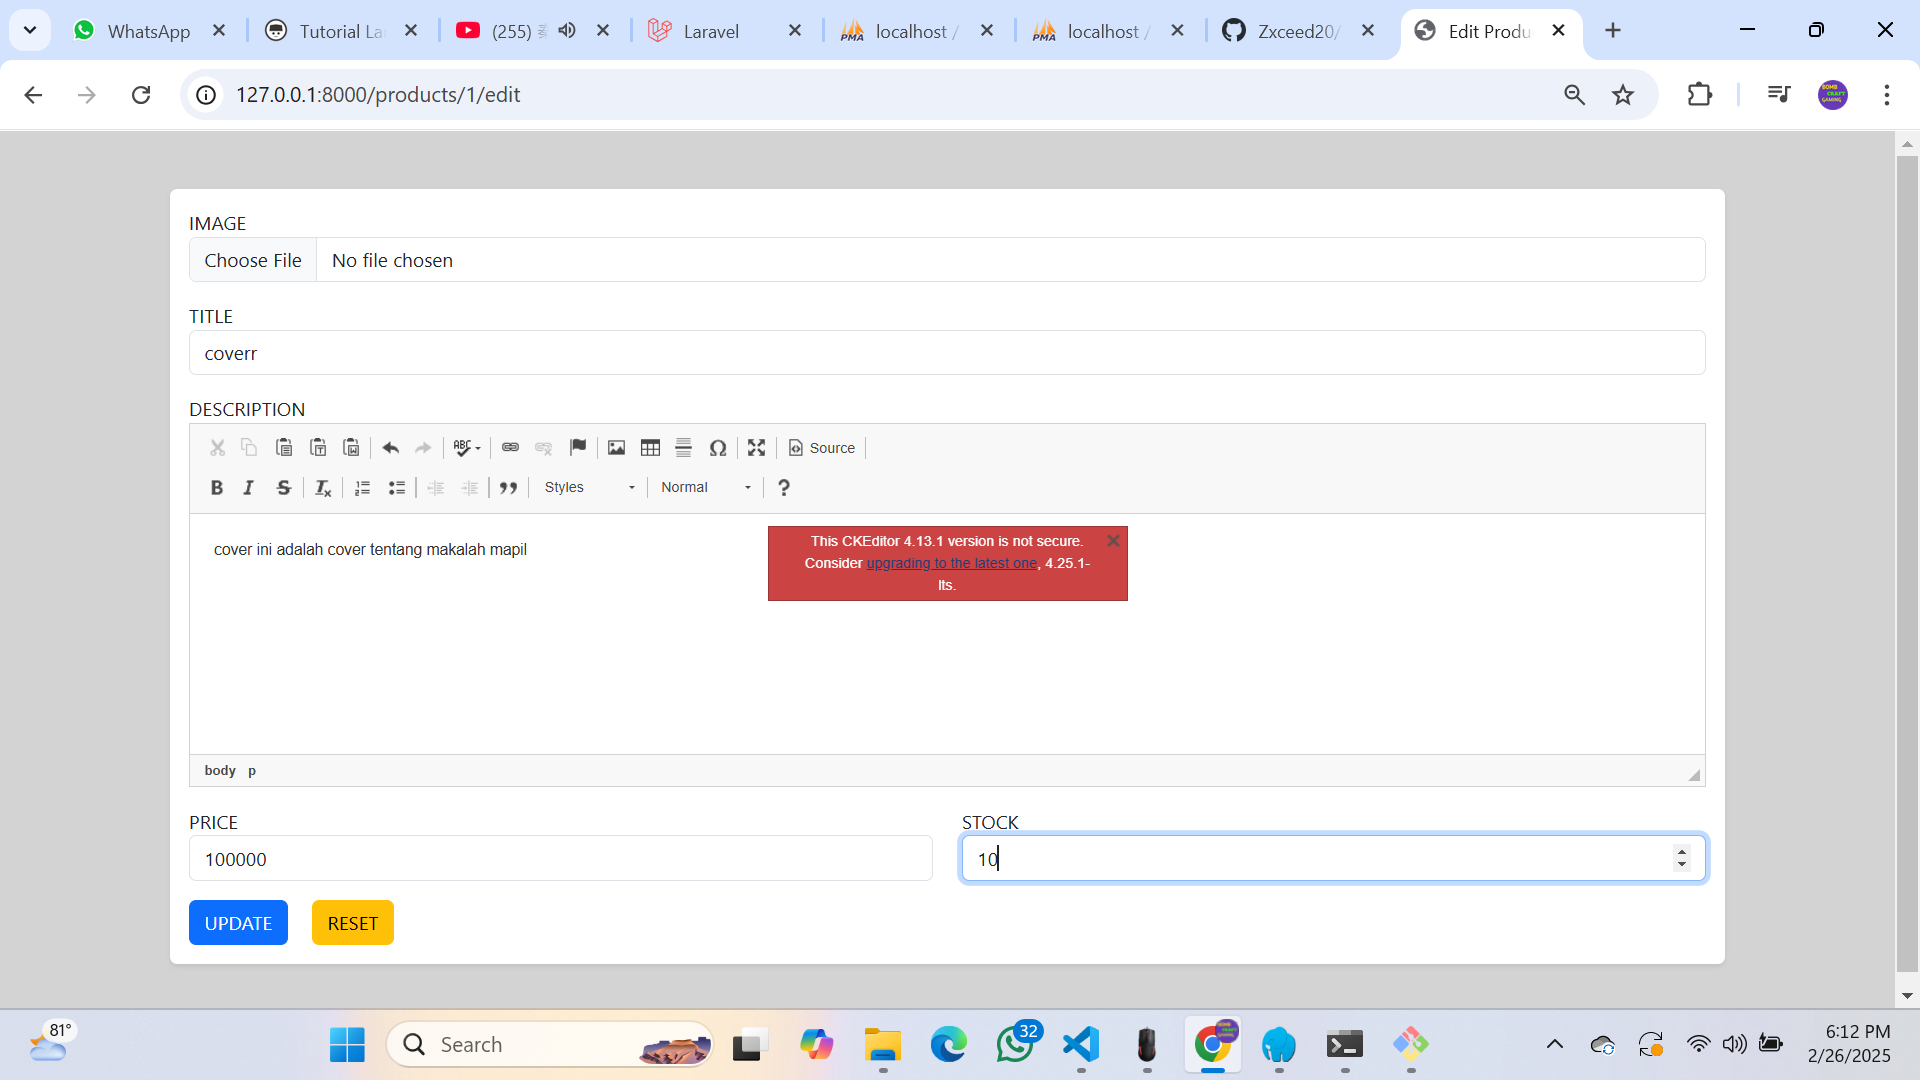 WhatsApp
Tutorial La
(255)
Laravel
localhost /
localhost /
Zxceed20/
Edit Produ
127.0.0.1:8000/products/1/edit
IMAGE
Choose File No file chosen
TITLE
coverr
DESCRIPTION
ABC Source
B I S Tx Styles Normal ?
cover ini adalah cover tentang makalah mapil
This CKEditor 4.13.1 version is not secure.
Consider upgrading to the latest one, 4.25.1-
lts.
body p
PRICE
STOCK
100000
10
UPDATE RESET
81°
Search
32
6:12 PM
2/26/2025